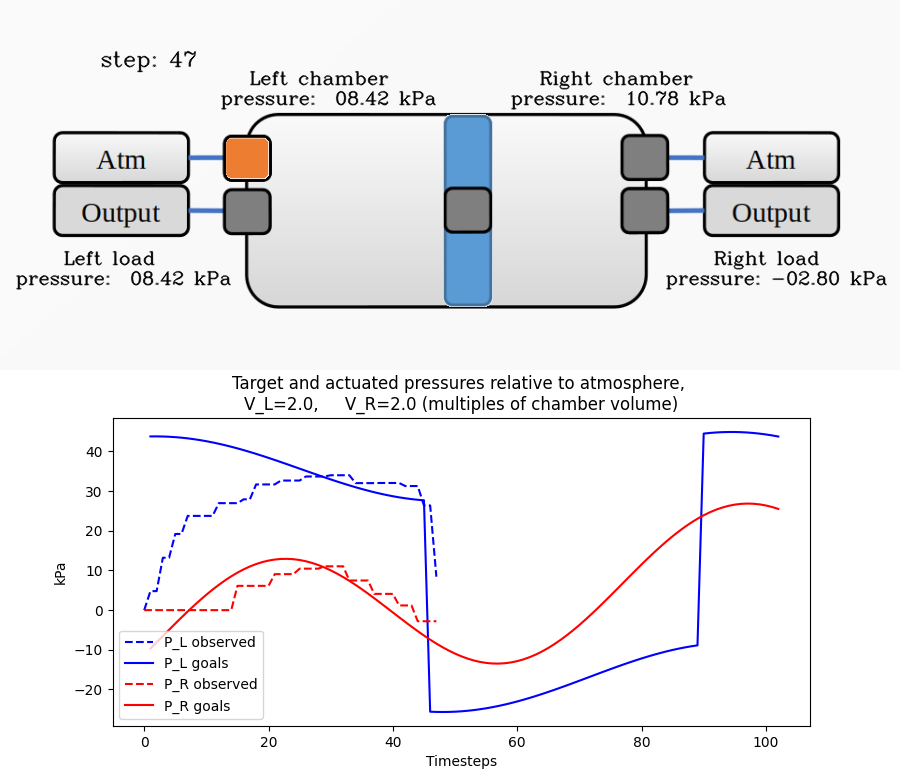 step: 47
Left chamber
pressure: 08.42 kPa
Right chamber
pressure: 10.78 kPa
Atm
Atm
Output
Output
Left load
pressure: 08.42 kPa
Right load
pressure: −02.80 kPa
Target and actuated pressures relative to atmosphere,
V_L=2.0, V_R=2.0 (multiples of chamber volume)
40
30
20
10
0
−10
−20
kPa
P_L observed
P_L goals
P_R observed
P_R goals
0 20 40 60 80 100
Timesteps